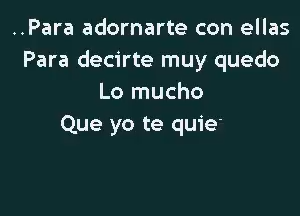 ..Para adornarte con ellas
Para decirte muy quedo
Lo mucho
Que yo te quie